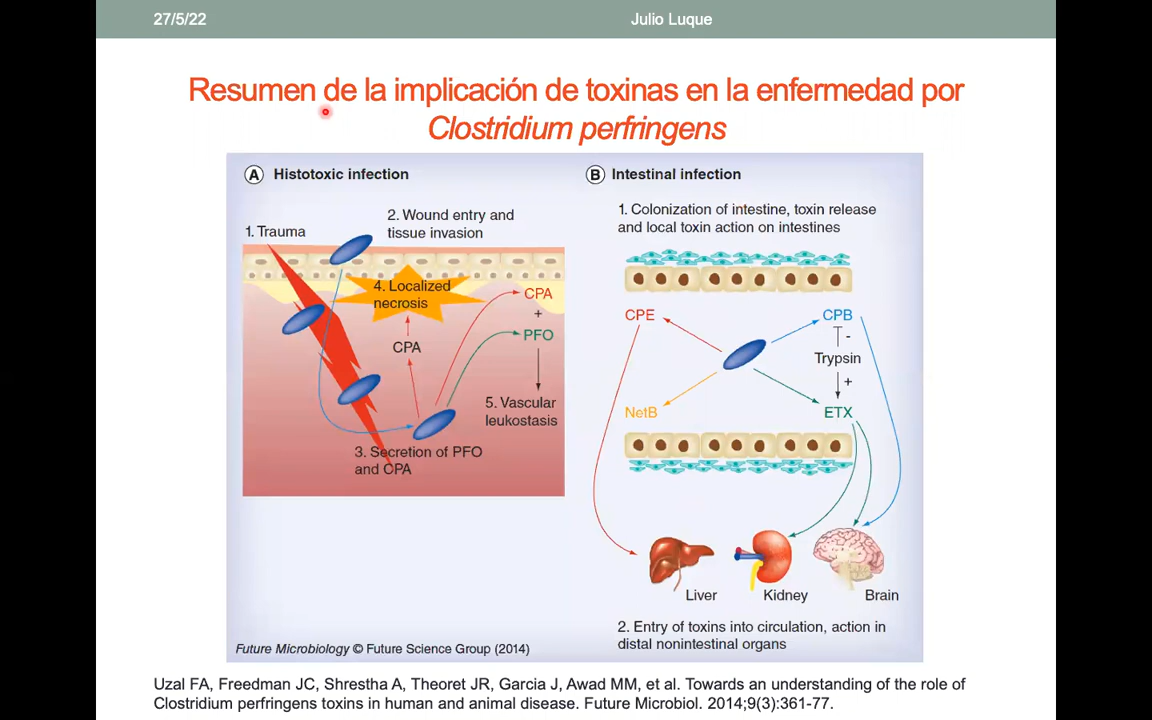 27/5/22
Julio Luque
Resumen de la implicación de toxinas en la enfermedad por
Clostridium perfringens
A Histotoxic infection
1. Trauma
2. Wound entry and
tissue invasion
4. Localized
necrosis
CPA
+
PFO
CPA
5. Vascular
leukostasis
3. Secretion of PFO
and CPA
B Intestinal infection
1. Colonization of intestine, toxin release
and local toxin action on intestines
CPE
CPB
-
Trypsin
+
NetB
ETX
Liver
Kidney
Brain
2. Entry of toxins into circulation, action in
distal nonintestinal organs
Future Microbiology © Future Science Group (2014)
Uzal FA, Freedman JC, Shrestha A, Theoret JR, Garcia J, Awad MM, et al. Towards an understanding of the role of
Clostridium perfringens toxins in human and animal disease. Future Microbiol. 2014;9(3):361-77.